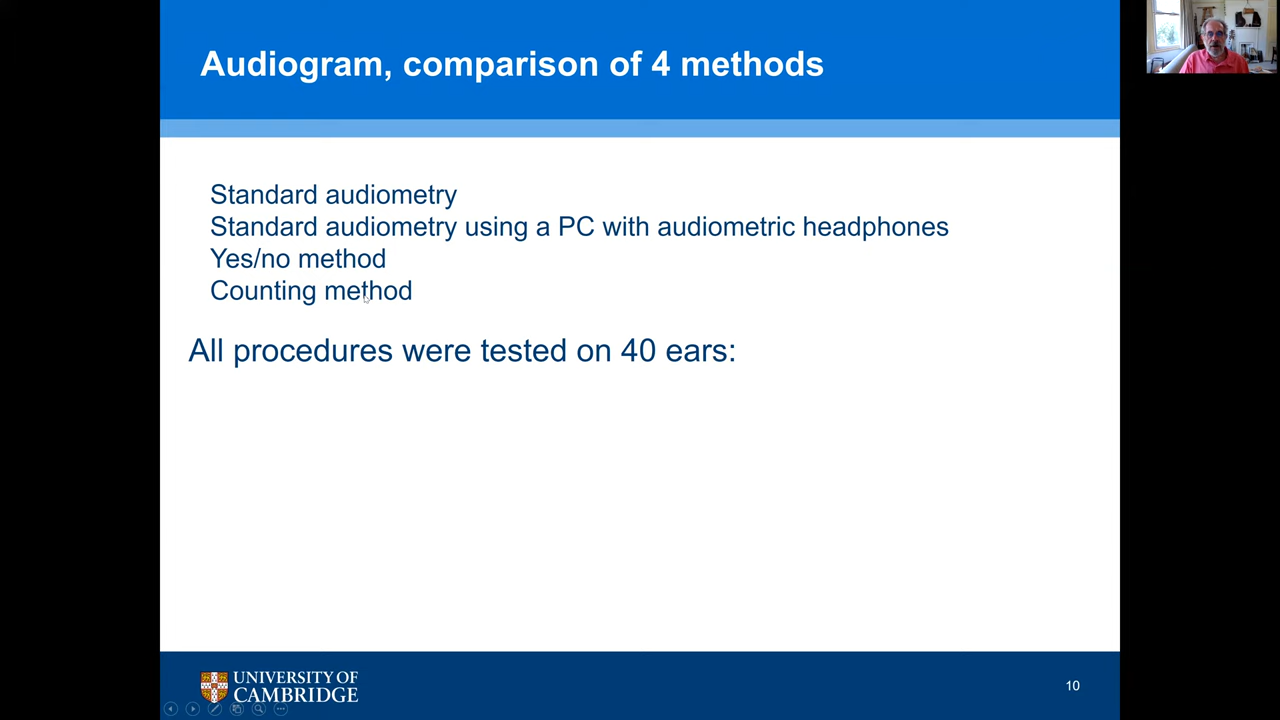 Audiogram, comparison of 4 methods
Standard audiometry
Standard audiometry using a PC with audiometric headphones
Yes/no method
Counting method
All procedures were tested on 40 ears:
UNIVERSITY OF
CAMBRIDGE
10